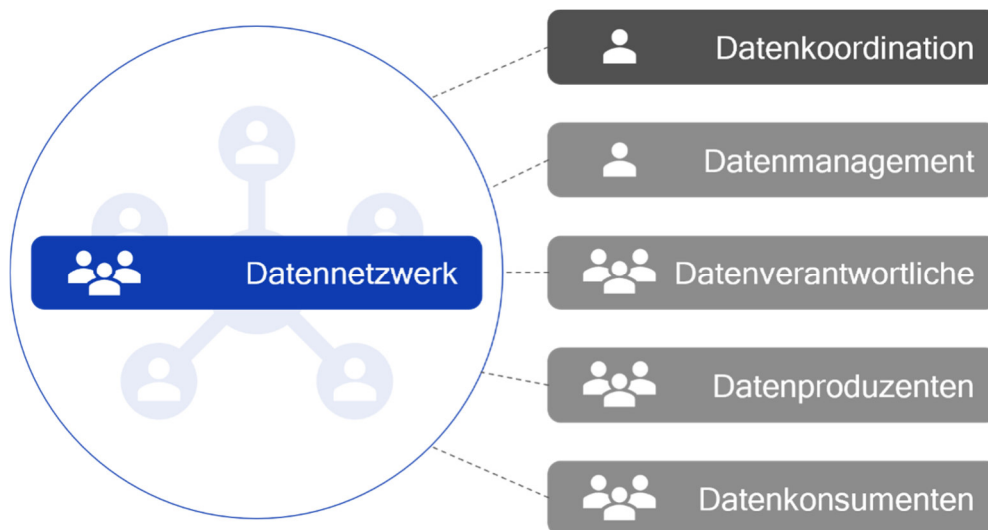 Datenkoordination
Datenmanagement
Datennetzwerk
Datenverantwortliche
Datenproduzenten
Datenkonsumenten